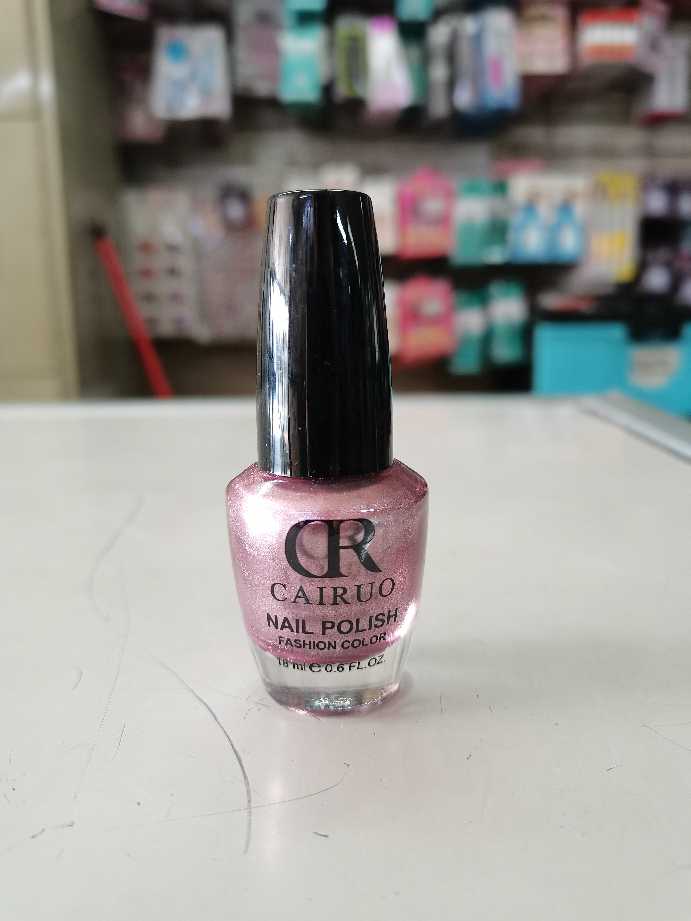 CR
CAIRUO
NAIL POLISH
FASHION COLOR
18 ml ℮ 0.6 FL.OZ.